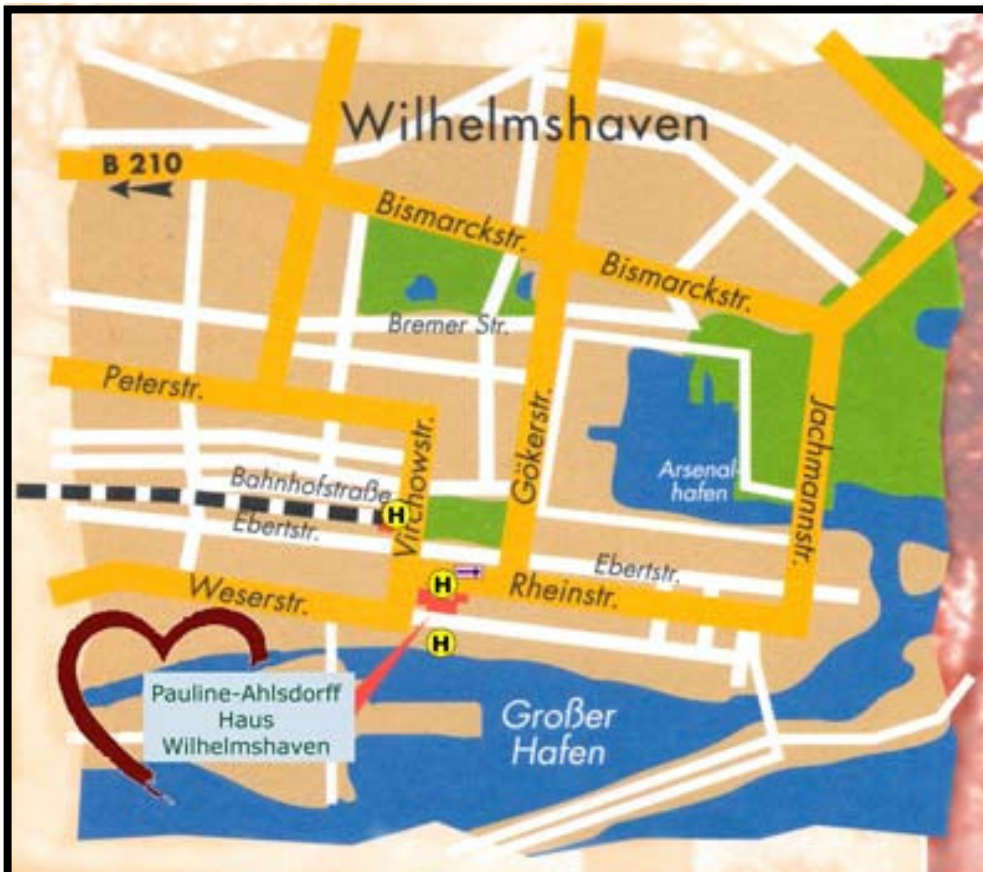 Wilhelmshaven
B 210
Bismarckstr.
Bismarckstr.
Bremer Str.
Peterstr.
Jachmannstr.
Virchowstr.
Gökerstr.
Arsenal-
hafen
Bahnhofstraße
H
Ebertstr.
Ebertstr.
H
Weserstr.
Rheinstr.
H
Pauline-Ahlsdorff
Haus
Wilhelmshaven
Großer
Hafen